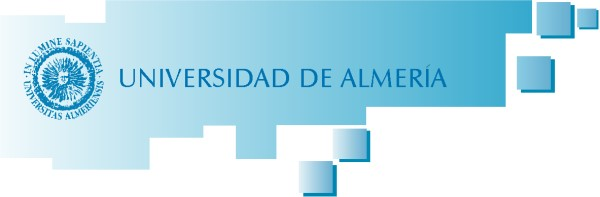 IN LUMINE SAPIENTIA
UNIVERSITAS ALMERIENSIS
UNIVERSIDAD DE ALMERÍA